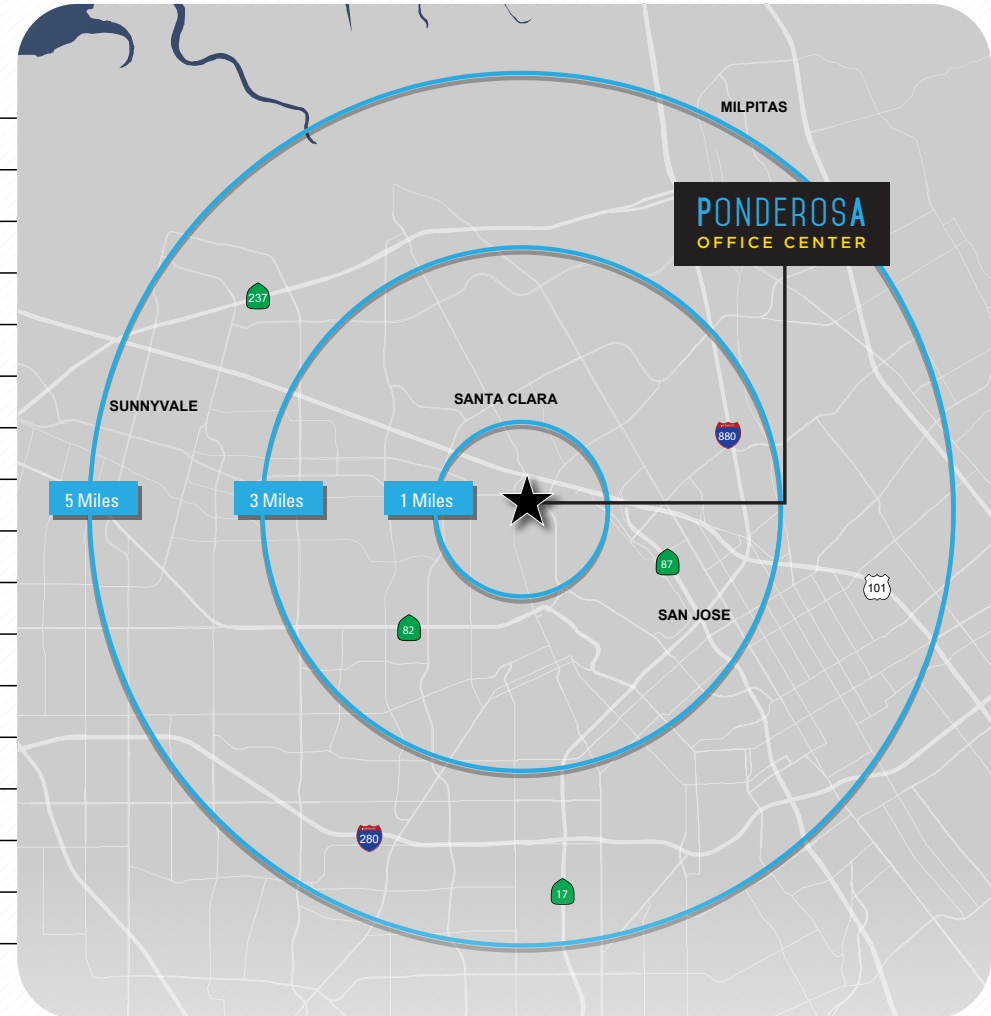 MILPITAS
PONDEROSA
OFFICE CENTER
237
SANTA CLARA
SUNNYVALE
880
5 Miles
3 Miles
1 Miles
87
101
SAN JOSE
82
280
17